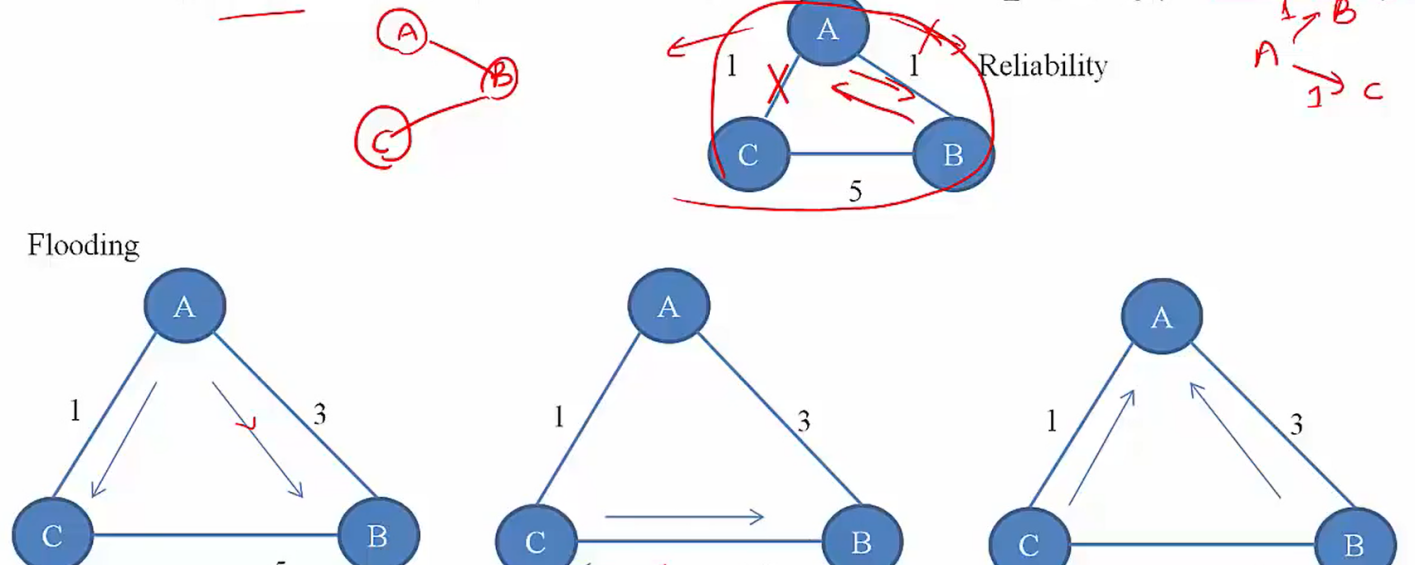 1 B
A
1 C
A
B
C
A
1 1 Reliability
C B
5
Flooding
A A A
1 3 1 3 1 3
C B C B C B